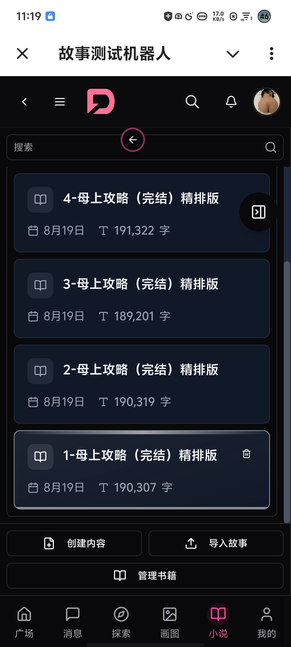 11:19
17.0
KB/s
46
故事测试机器人
搜索
4-母上攻略（完结）精排版
8月19日 191,322 字
3-母上攻略（完结）精排版
8月19日 189,201 字
2-母上攻略（完结）精排版
8月19日 190,319 字
1-母上攻略（完结）精排版
8月19日 190,307 字
创建内容
导入故事
管理书籍
广场 消息 探索 画图 小说 我的